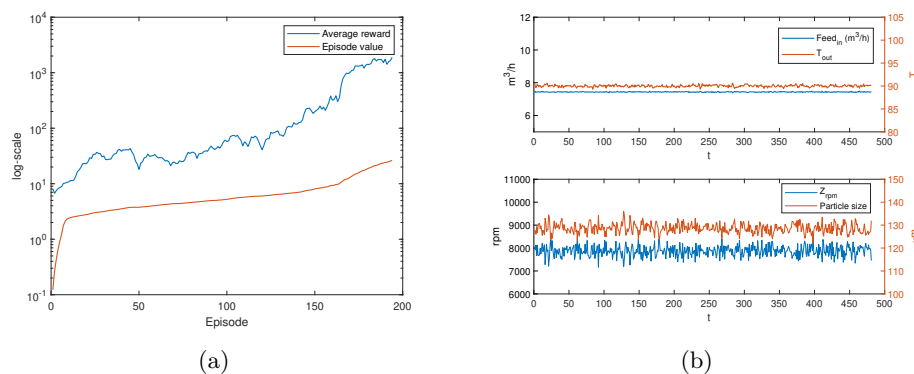 10^4
10^3
10^2
10^1
10^0
10^-1
log-scale
Average reward
Episode value
0 50 100 150 200
Episode
(a)
12
10
8
6
m^3/h
Feed_in (m^3/h)
T_out
105
100
95
90
85
80
0 50 100 150 200 250 300 350 400 450 500
t
11000
10000
9000
8000
7000
6000
rpm
Z_rpm
Particle size
150
140
130
120
110
100
0 50 100 150 200 250 300 350 400 450 500
t
(b)